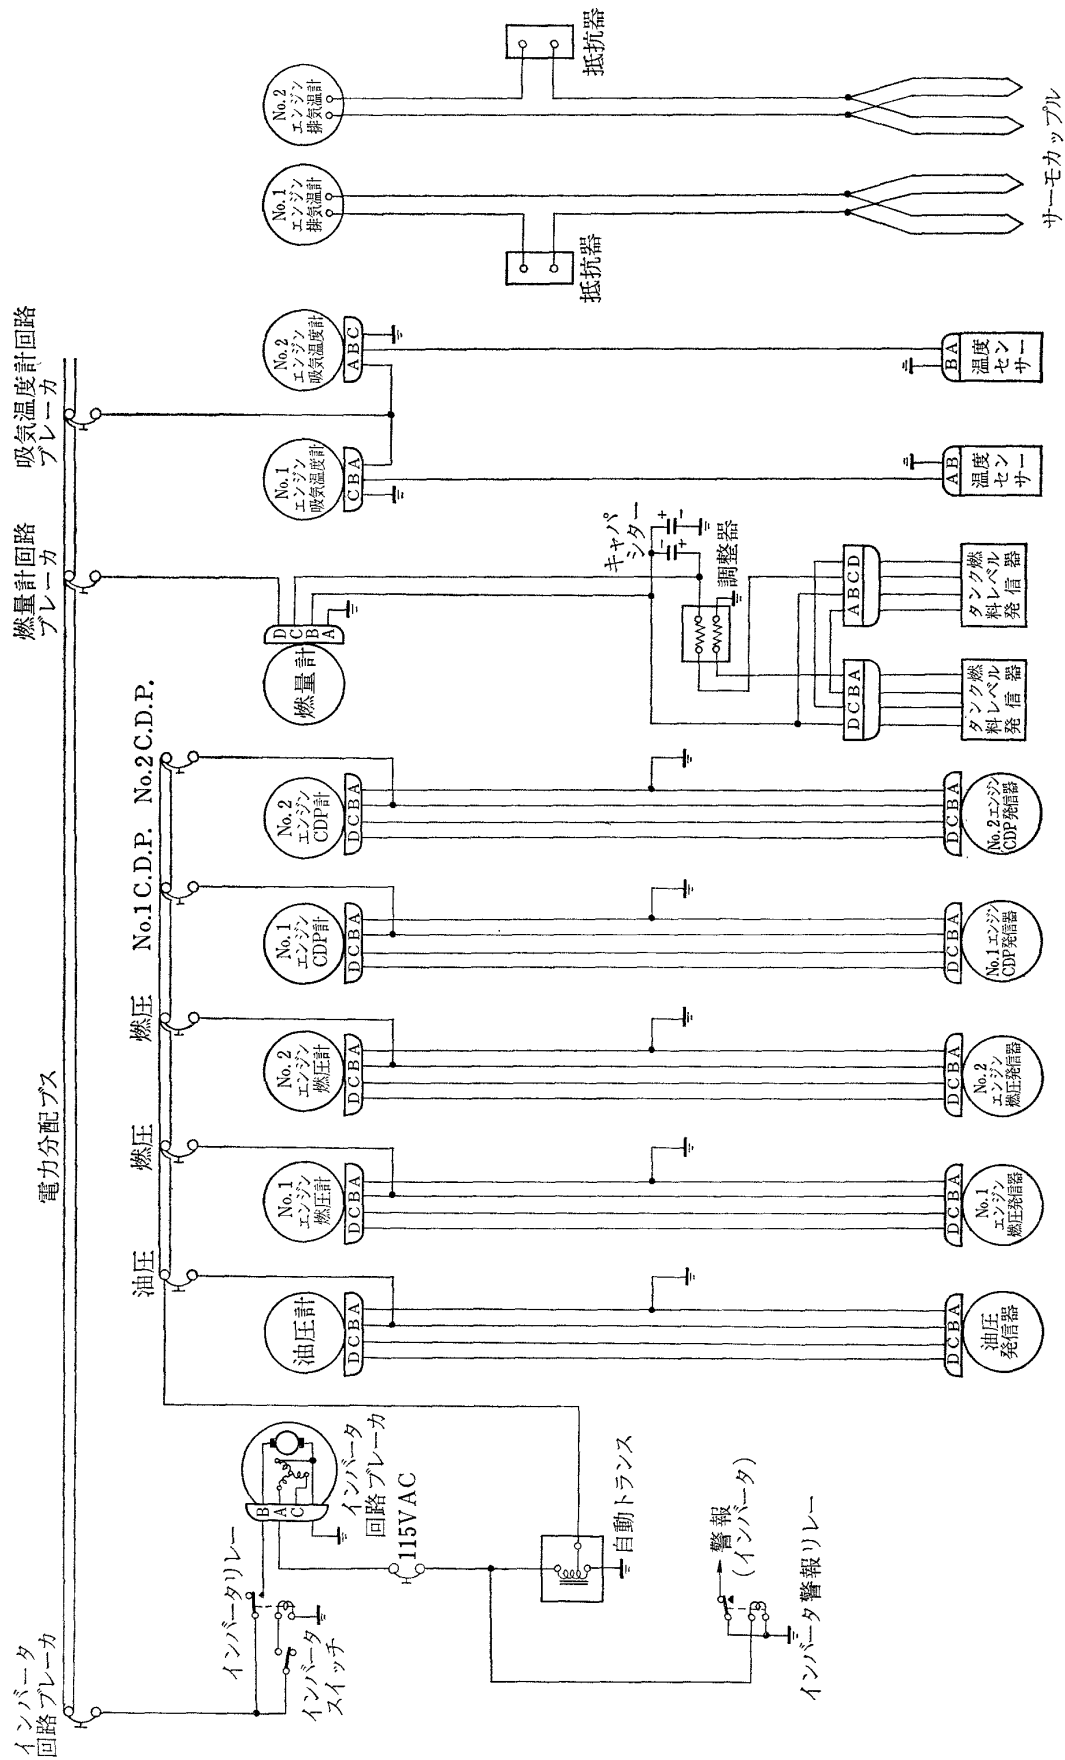 電力分配ブス
インバータ
回路ブレーカ
燃量計回路
ブレーカ
吸気温度計回路
ブレーカ
油圧
燃圧
燃圧
No.1 C.D.P.
No.2 C.D.P.
インバータリレー
インバータ
スイッチ
B
A
C
インバータ
回路ブレーカ
115V AC
自動トランス
警報
(インバータ)
インバータ警報リレー
油圧計
D C B A
D C B A
油圧
発信器
No.1
エンジン
燃圧計
D C B A
D C B A
No.1
エンジン
燃圧発信器
No.2
エンジン
燃圧計
D C B A
D C B A
No.2
エンジン
燃圧発信器
No.1
エンジン
CDP計
D C B A
D C B A
No.1エンジン
CDP発信器
No.2
エンジン
CDP計
D C B A
D C B A
No.2エンジン
CDP発信器
燃量計
D
C
B
A
キャパ
シター
+
-
-
+
調整器
D C B A
タンク燃
料レベル
発信器
A B C D
タンク燃
料レベル
発信器
No.1
エンジン
吸気温度計
C B A
A B
温度
セン
サー
No.2
エンジン
吸気温度計
A B C
B A
温度
セン
サー
No.1
エンジン
排気温計
抵抗器
No.2
エンジン
排気温計
抵抗器
サーモカップル